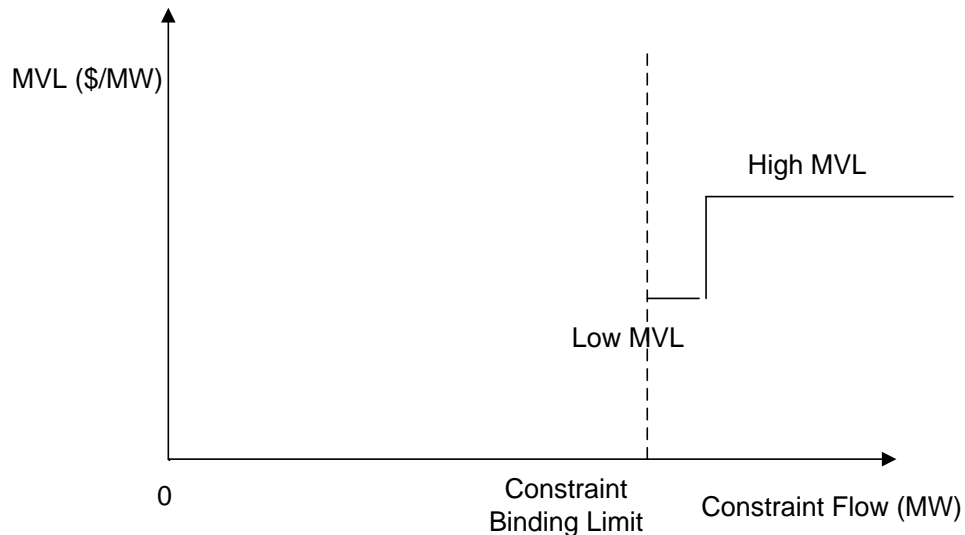 MVL ($/MW)
High MVL
Low MVL
0
Constraint
Binding Limit
Constraint Flow (MW)